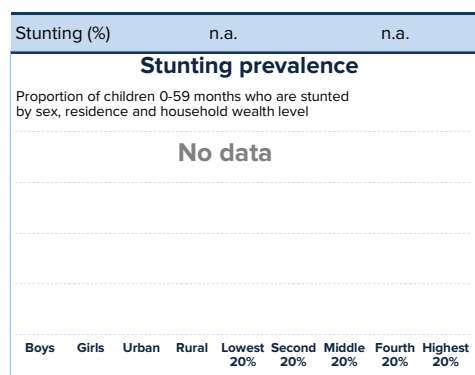 Stunting (%) n.a. n.a.
Stunting prevalence
Proportion of children 0-59 months who are stunted
by sex, residence and household wealth level
No data
Boys Girls Urban Rural Lowest Second Middle Fourth Highest
20% 20% 20% 20% 20%